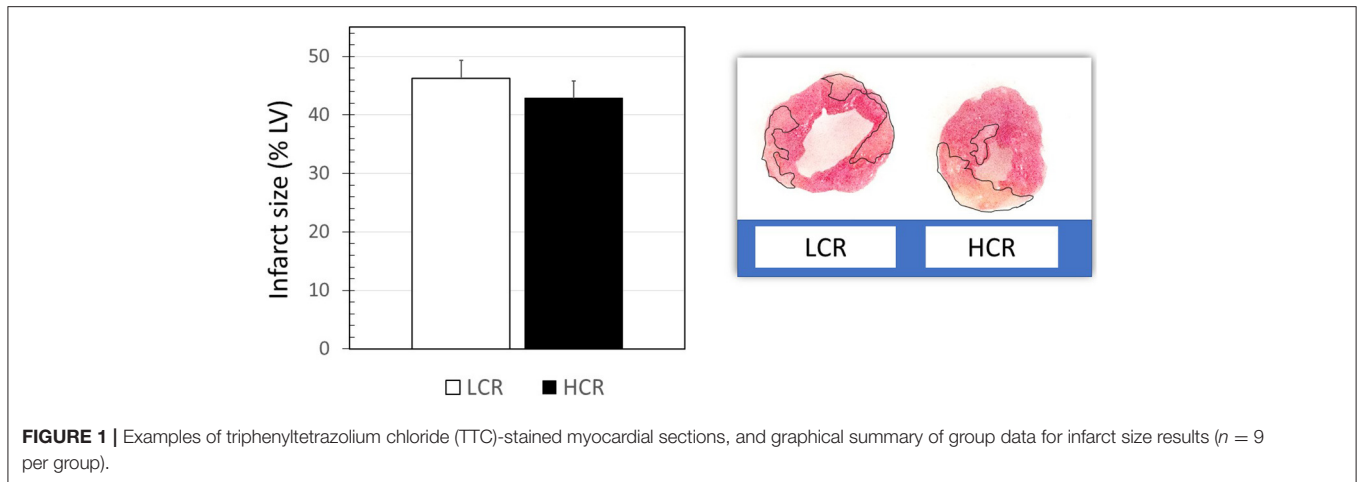 Infarct size (% LV)
50
40
30
20
10
0
LCR HCR
LCR HCR
FIGURE 1 | Examples of triphenyltetrazolium chloride (TTC)-stained myocardial sections, and graphical summary of group data for infarct size results (n = 9
per group).